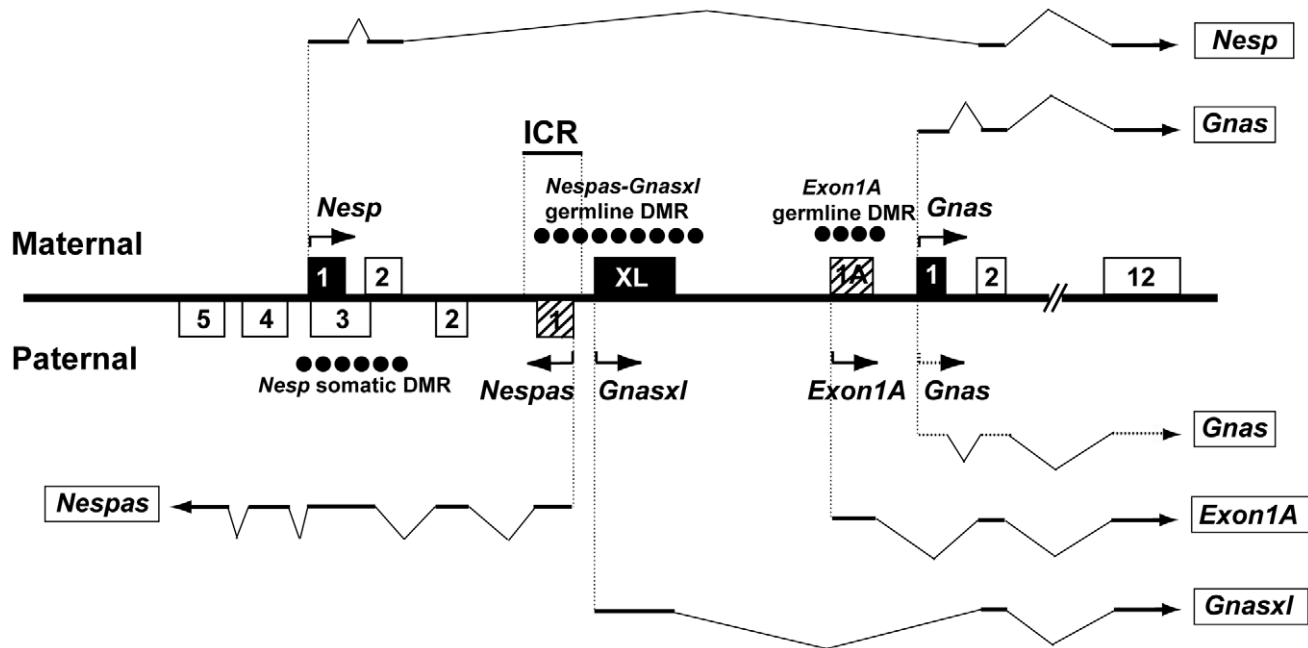 Nesp
Gnas
ICR
Nespas-Gnasxl
germline DMR
Exon1A
germline DMR
Nesp
Gnas
Maternal
1
2
XL
1A
1
2
12
5
4
3
2
1
Paternal
Nesp somatic DMR
Nespas
Gnasxl
Exon1A
Gnas
Gnas
Nespas
Exon1A
Gnasxl